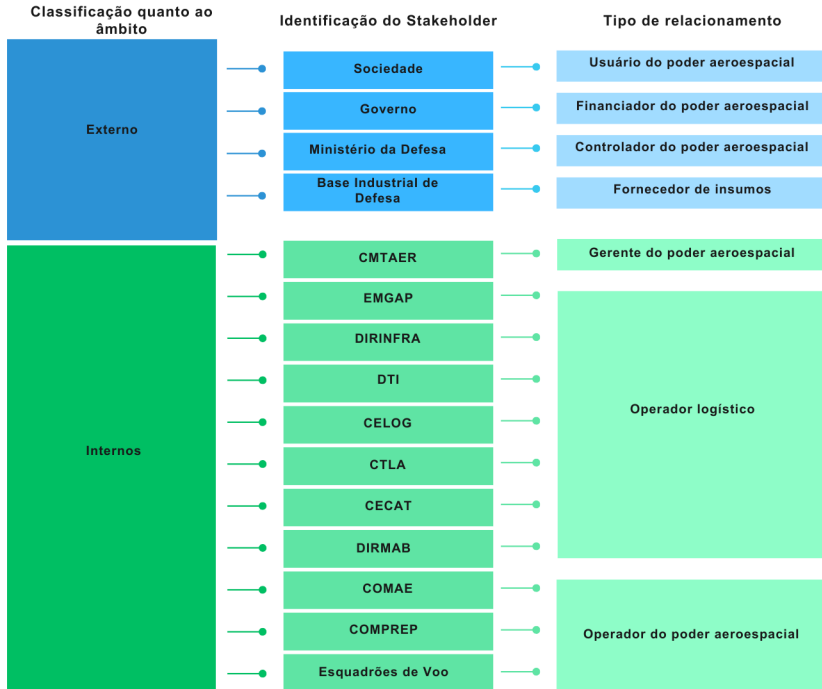 Classificação quanto ao
âmbito
Identificação do Stakeholder
Tipo de relacionamento
Externo
Sociedade
Usuário do poder aeroespacial
Governo
Financiador do poder aeroespacial
Ministério da Defesa
Controlador do poder aeroespacial
Base Industrial de
Defesa
Fornecedor de insumos
Internos
CMTAER
Gerente do poder aeroespacial
EMGAP
DIRINFRA
DTI
CELOG
CTLA
CECAT
DIRMAB
Operador logístico
COMAE
COMPREP
Esquadrões de Voo
Operador do poder aeroespacial